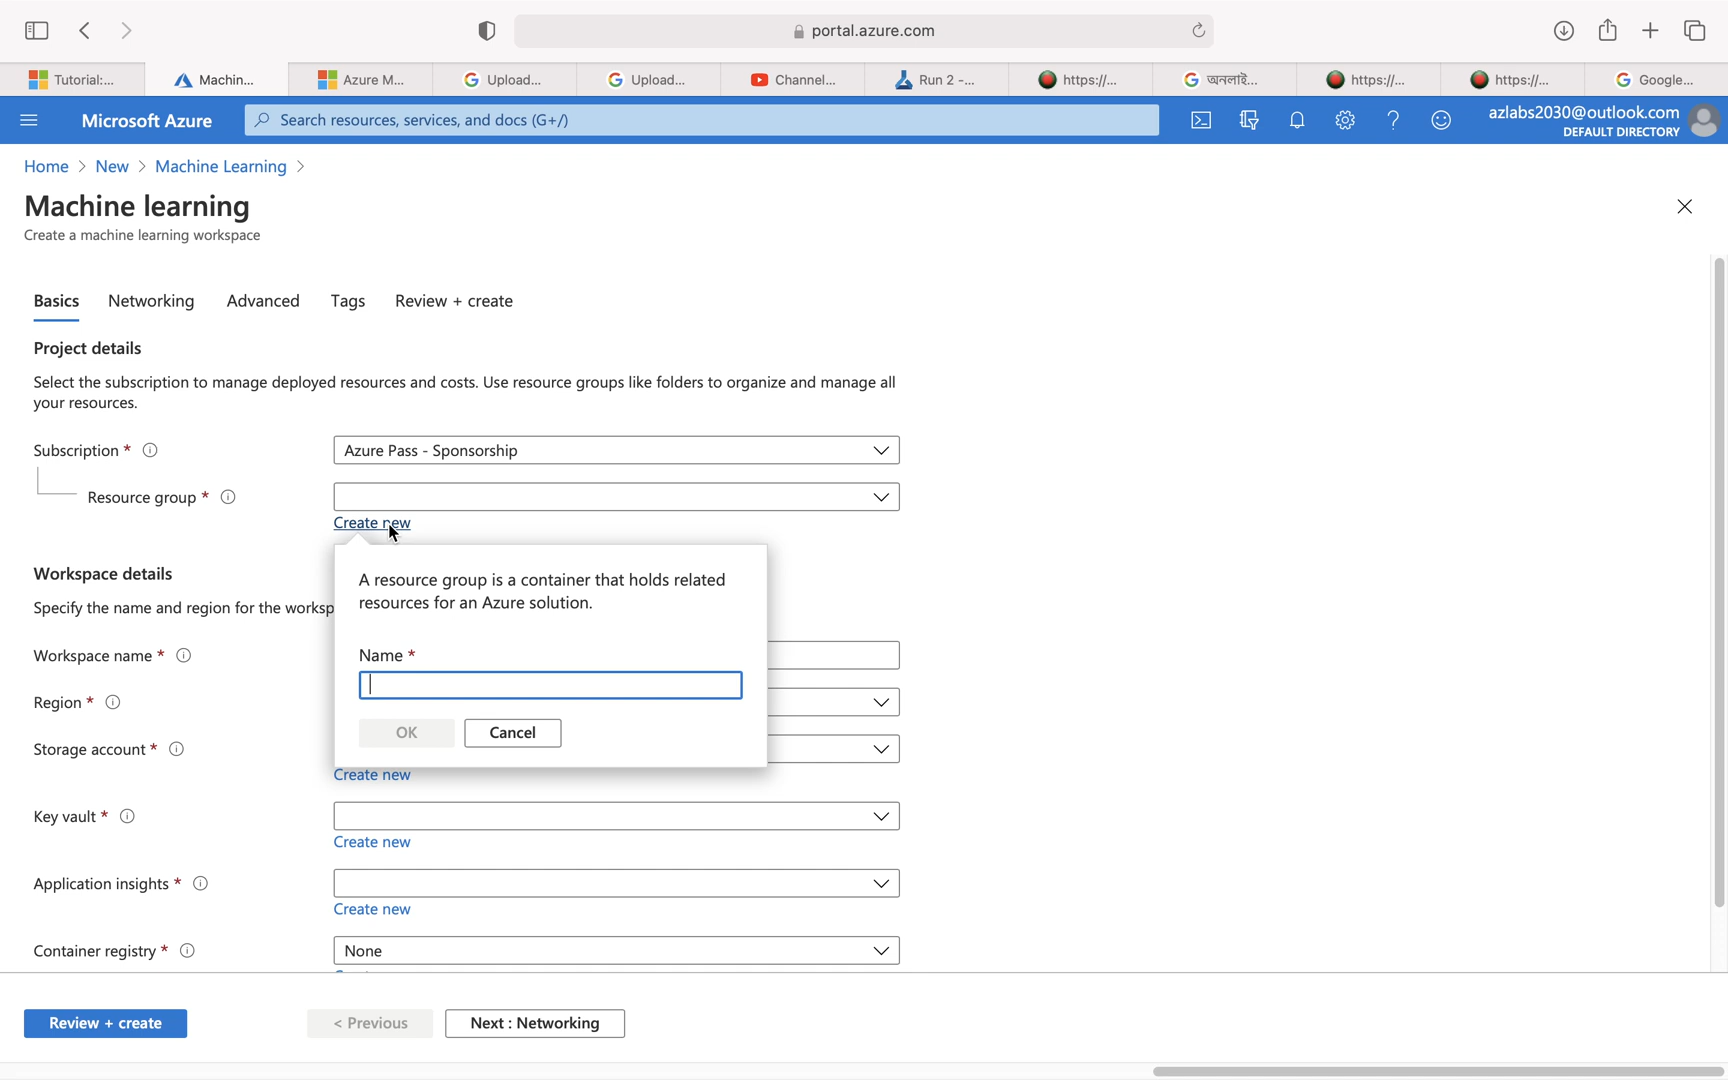 portal.azure.com
Tutorial:...
Machin...
Azure M...
Upload...
Upload...
Channel...
Run 2 -...
https://...
অনলাই...
https://...
https://...
Google...
Microsoft Azure
Search resources, services, and docs (G+/)
azlabs2030@outlook.com
DEFAULT DIRECTORY
Home > New > Machine Learning >
Machine learning
Create a machine learning workspace
Basics Networking Advanced Tags Review + create
Project details
Select the subscription to manage deployed resources and costs. Use resource groups like folders to organize and manage all
your resources.
Subscription * Azure Pass - Sponsorship
Resource group *
Create new
A resource group is a container that holds related
resources for an Azure solution.
Name *
OK Cancel
Workspace details
Specify the name and region for the worksp
Workspace name *
Region *
Storage account *
Create new
Key vault *
Create new
Application insights *
Create new
Container registry * None
Review + create < Previous Next : Networking